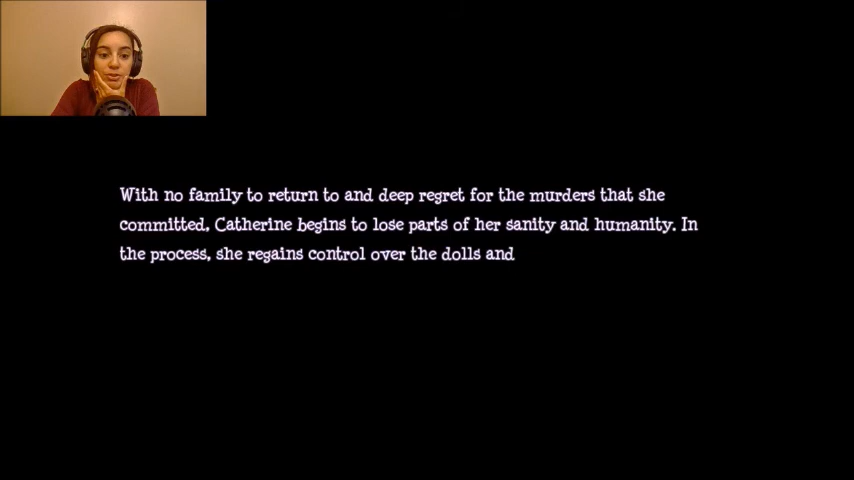 With no family to return to and deep regret for the murders that she
committed, Catherine begins to lose parts of her sanity and humanity. In
the process, she regains control over the dolls and